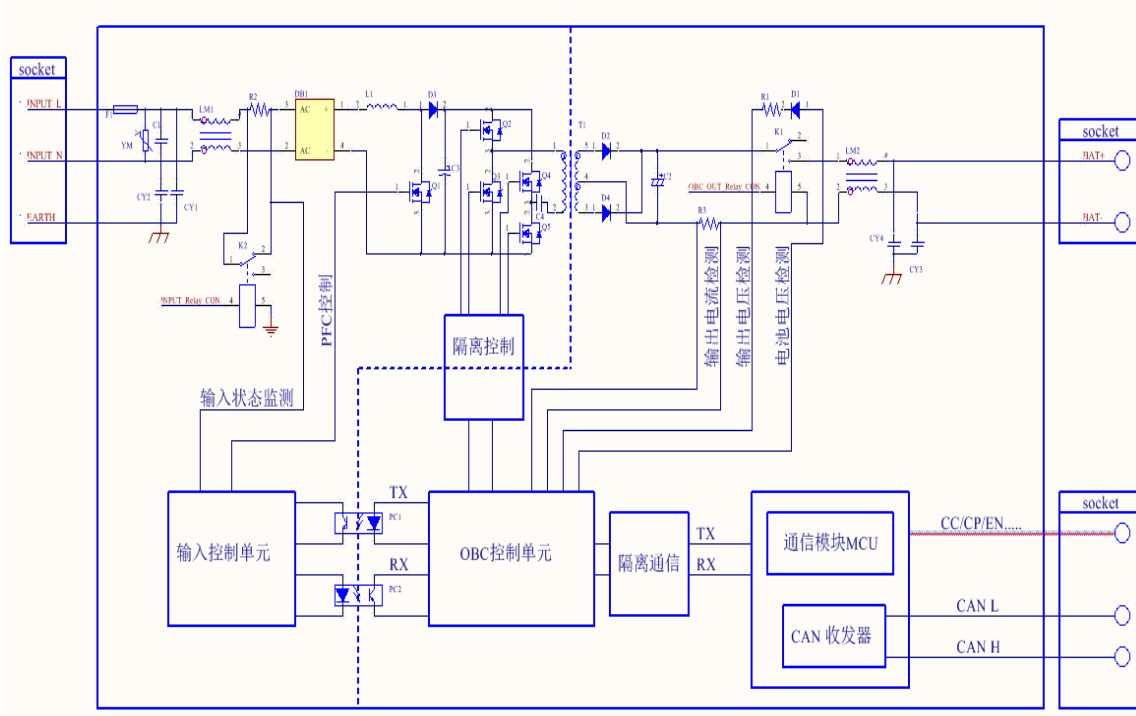 socket
INPUT_L
F1
YM
C1
LM1
R2
DB1
AC
AC
L1
D3
Q2
T1
D2
R1
D1
K1
socket
BAT+
INPUT_N
Q1
C3
Q3
Q4
C4
Q5
D4
OBC_OUT_Relay_CON
LM2
CY2
CY1
R3
BAT-
EARTH
CY4
CY3
K2
INPUT_Relay_CON
PFC控制
隔离控制
输出电流检测
输出电压检测
电池电压检测
输入状态监测
输入控制单元
TX
PC1
RX
PC2
OBC控制单元
隔离通信
TX
RX
通信模块MCU
CAN 收发器
socket
CC/CP/EN.....
CAN L
CAN H